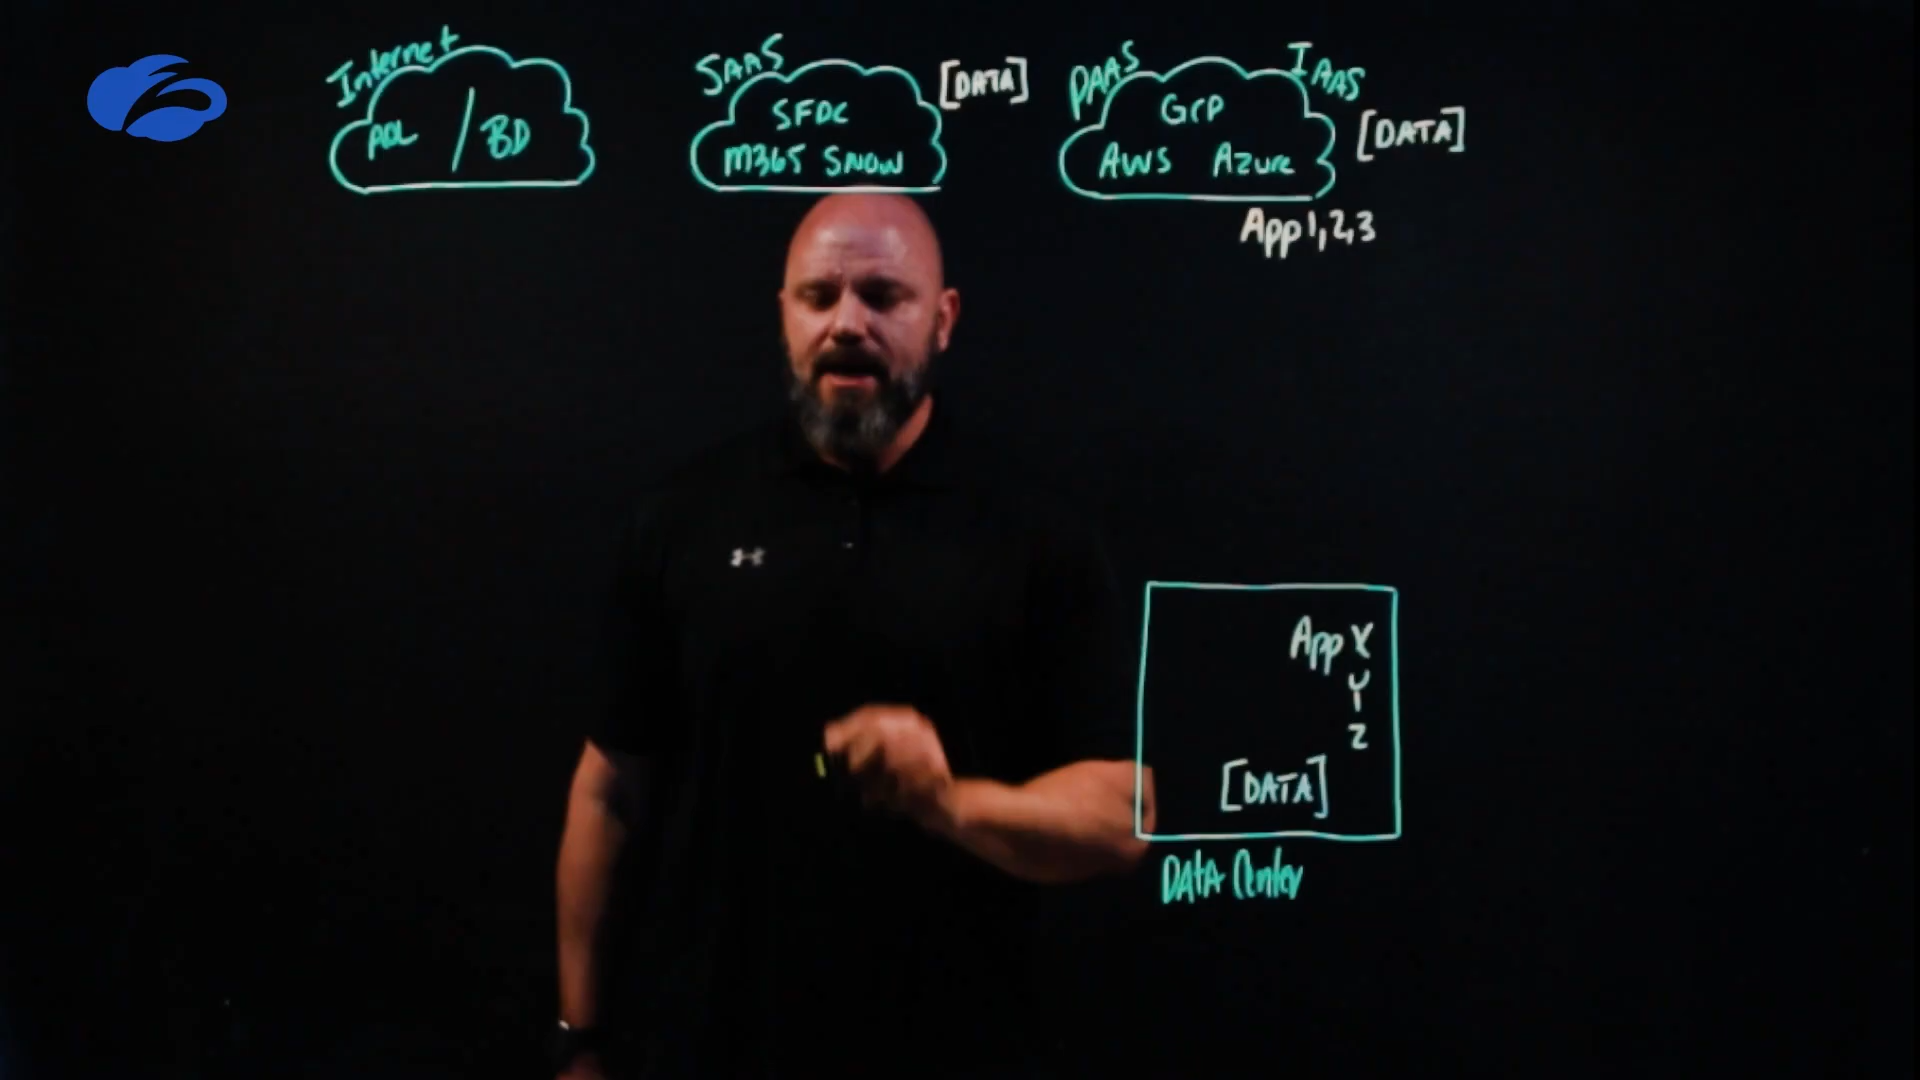 Internet
AOL / BD
SAAS
SFDC
M365 SNOW
[DATA]
PAAS
IAAS
GCP
AWS Azure
[DATA]
App 1,2,3
App X
Y
Z
[DATA]
DATA Center